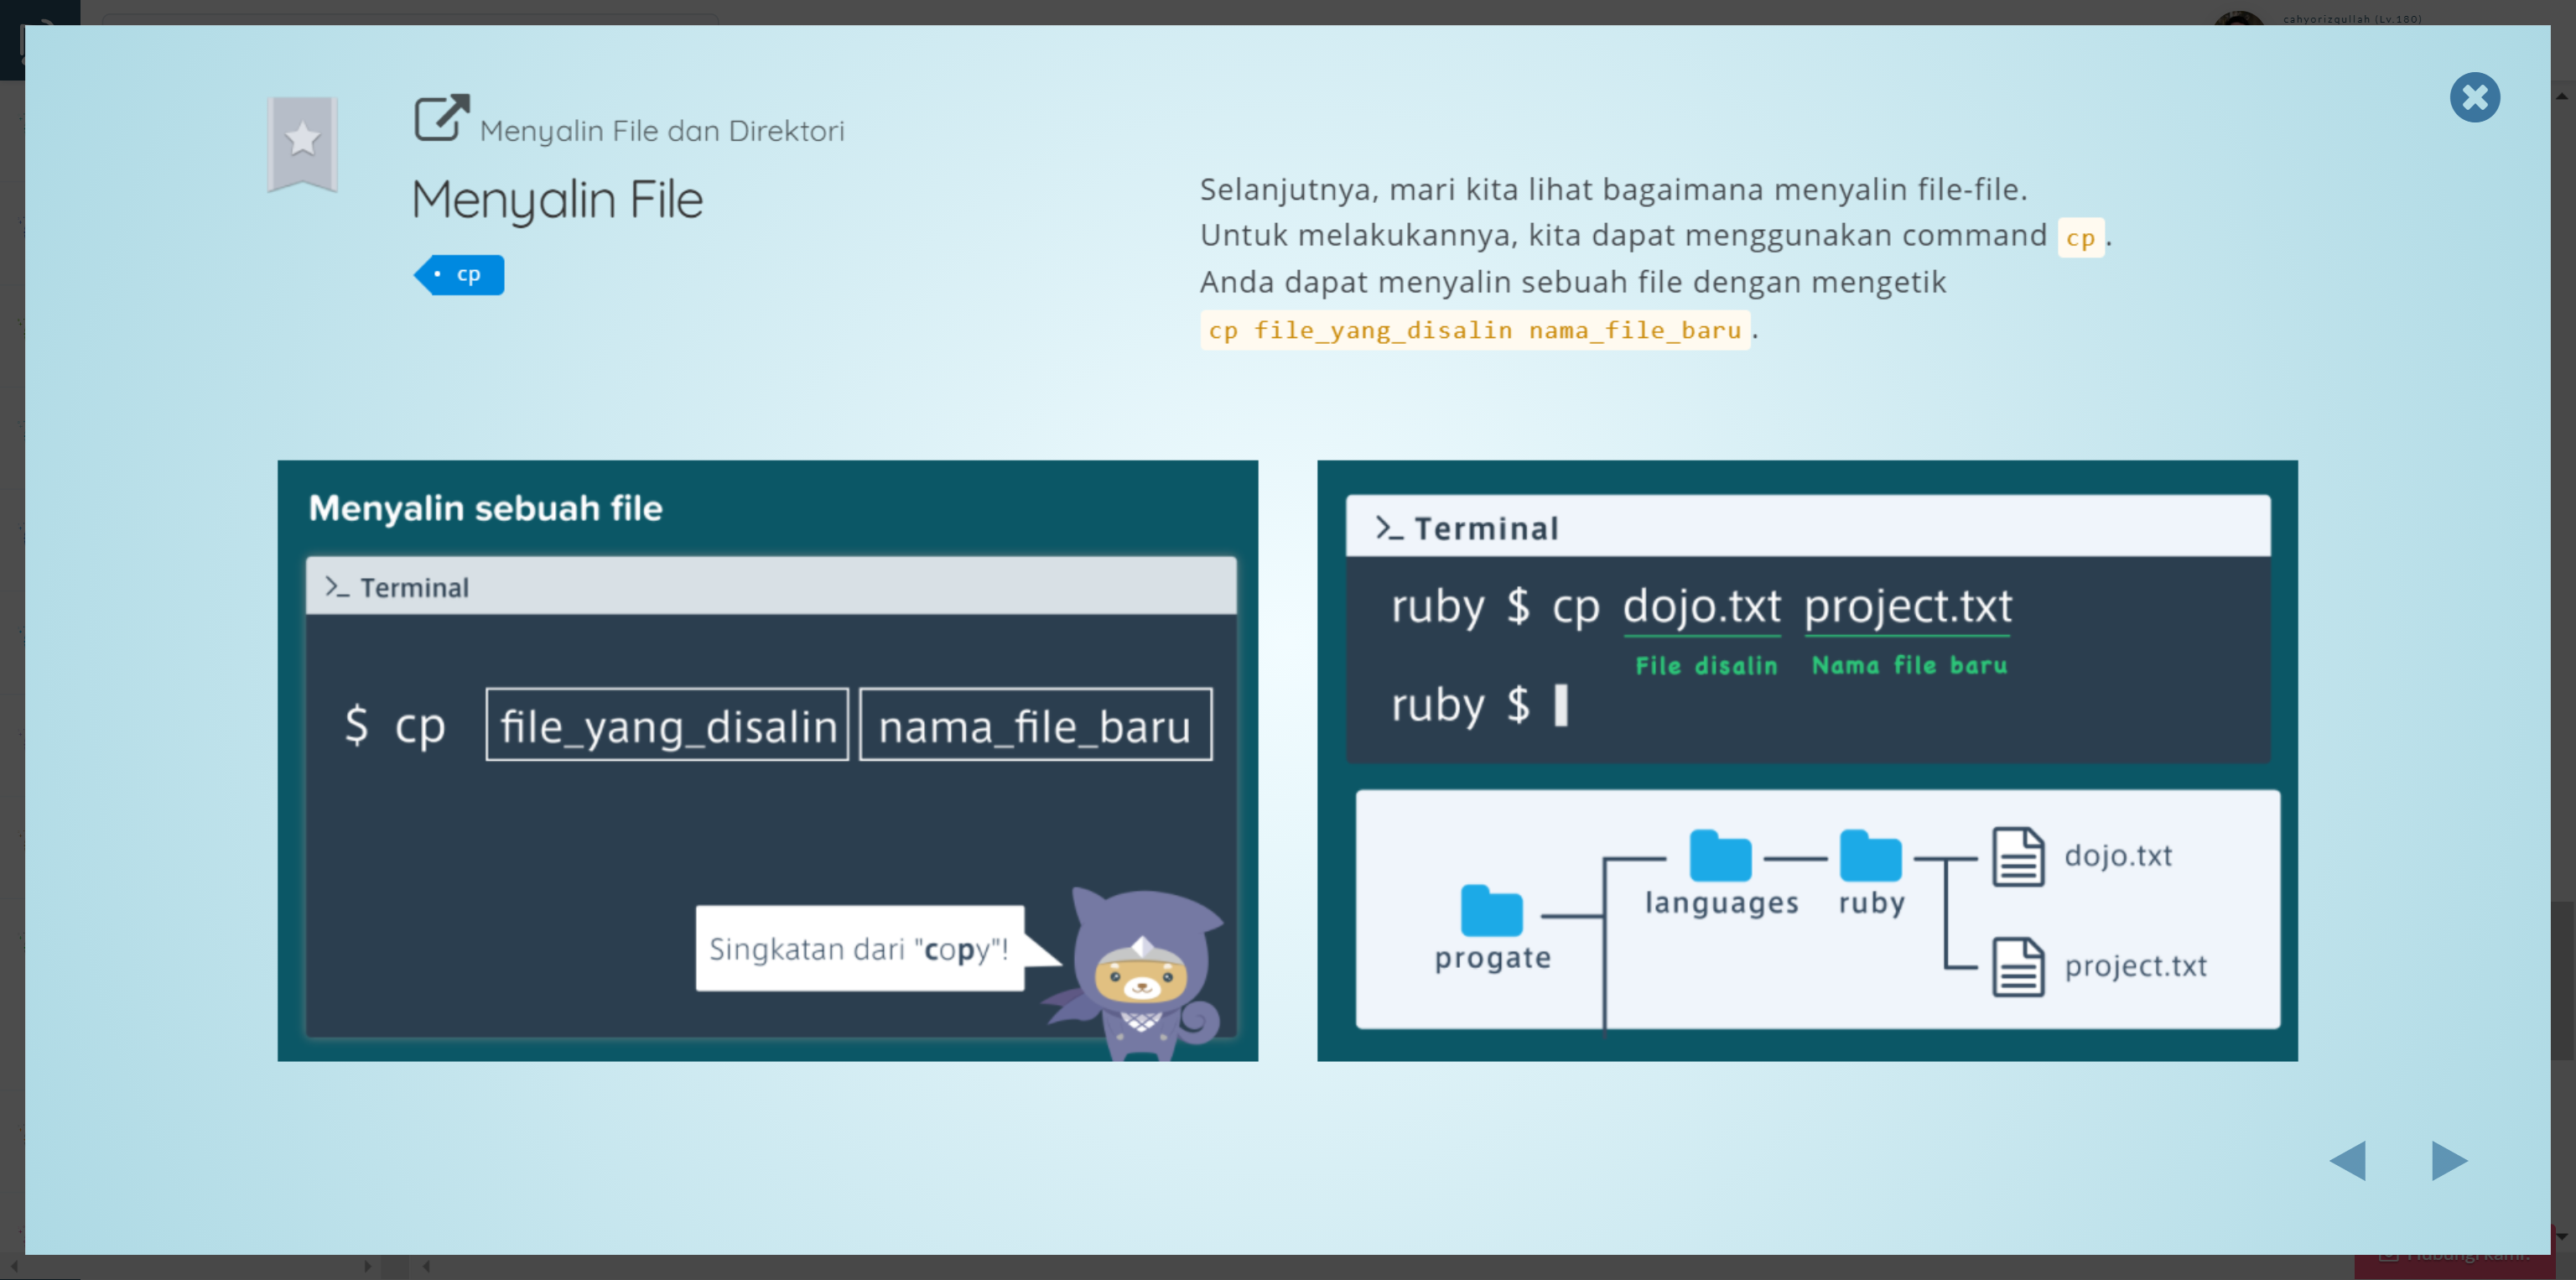 cahyorizqullah (Lv.180)
Menyalin File dan Direktori
Menyalin File
• cp
Selanjutnya, mari kita lihat bagaimana menyalin file-file.
Untuk melakukannya, kita dapat menggunakan command cp.
Anda dapat menyalin sebuah file dengan mengetik
cp file_yang_disalin nama_file_baru.
Menyalin sebuah file
>_ Terminal
$ cp file_yang_disalin nama_file_baru
Singkatan dari "copy"!
>_ Terminal
ruby $ cp dojo.txt project.txt
File disalin Nama file baru
ruby $
progate
languages
ruby
dojo.txt
project.txt